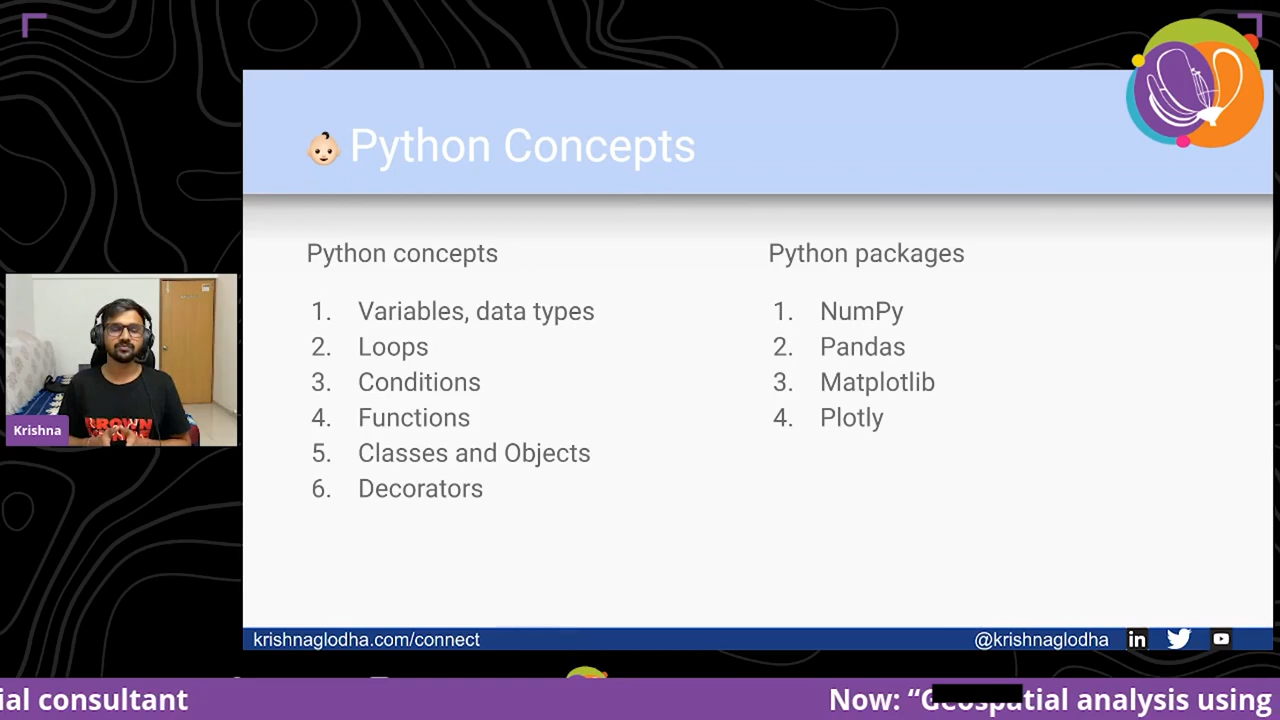 Python Concepts
Python concepts
1. Variables, data types
2. Loops
3. Conditions
4. Functions
5. Classes and Objects
6. Decorators
Python packages
1. NumPy
2. Pandas
3. Matplotlib
4. Plotly
Krishna
krishnaglodha.com/connect
@krishnaglodha
in
ial consultant
Now: “ analysis using